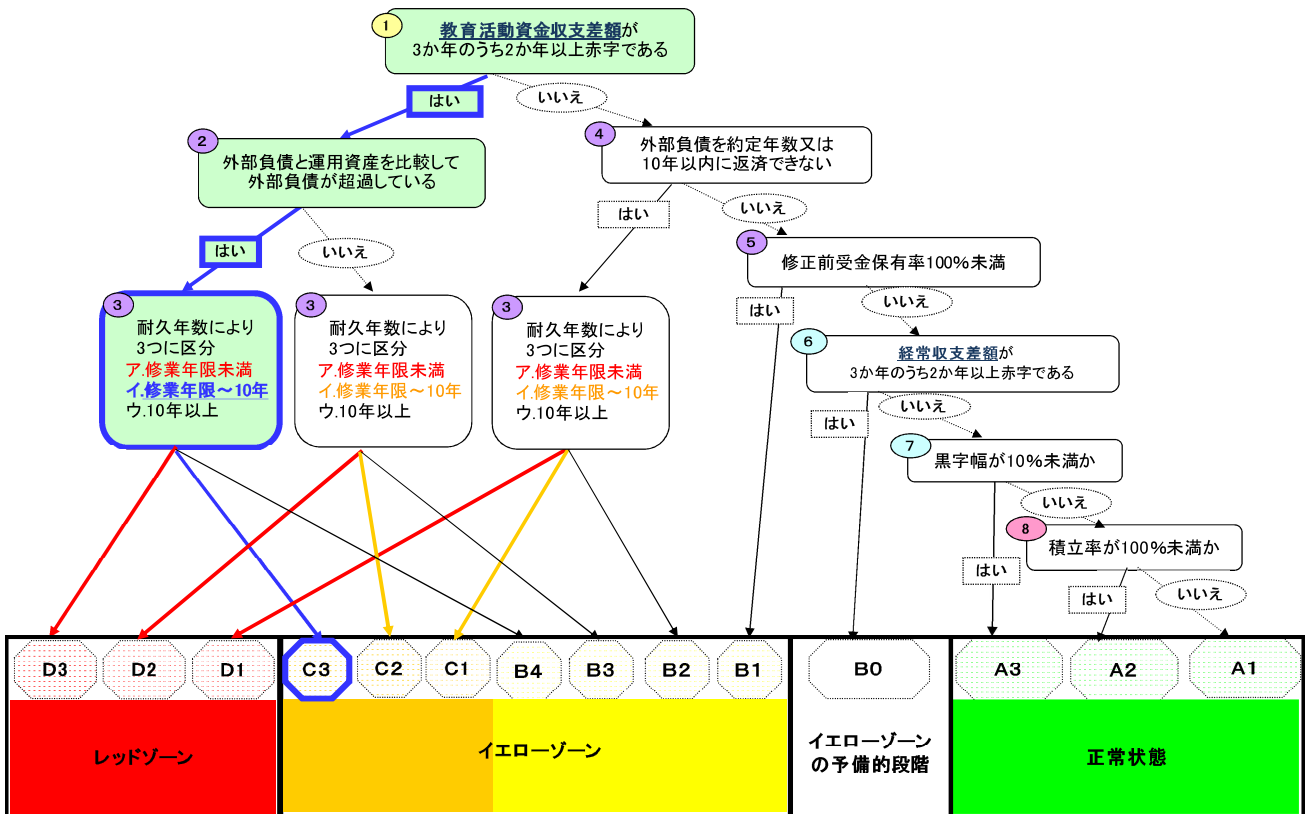 1
教育活動資金収支差額が
3か年のうち2か年以上赤字である
はい
いいえ
2
外部負債と運用資産を比較して
外部負債が超過している
4
外部負債を約定年数又は
10年以内に返済できない
はい
いいえ
はい
いいえ
5
修正前受金保有率100%未満
はい
いいえ
3
耐久年数により
3つに区分
ア.修業年限未満
イ.修業年限～10年
ウ.10年以上
3
耐久年数により
3つに区分
ア.修業年限未満
イ.修業年限～10年
ウ.10年以上
3
耐久年数により
3つに区分
ア.修業年限未満
イ.修業年限～10年
ウ.10年以上
6
経常収支差額が
3か年のうち2か年以上赤字である
はい
いいえ
7
黒字幅が10%未満か
はい
いいえ
8
積立率が100%未満か
はい
いいえ
D3
D2
D1
C3
C2
C1
B4
B3
B2
B1
B0
A3
A2
A1
レッドゾーン
イエローゾーン
イエローゾーン
の予備的段階
正常状態